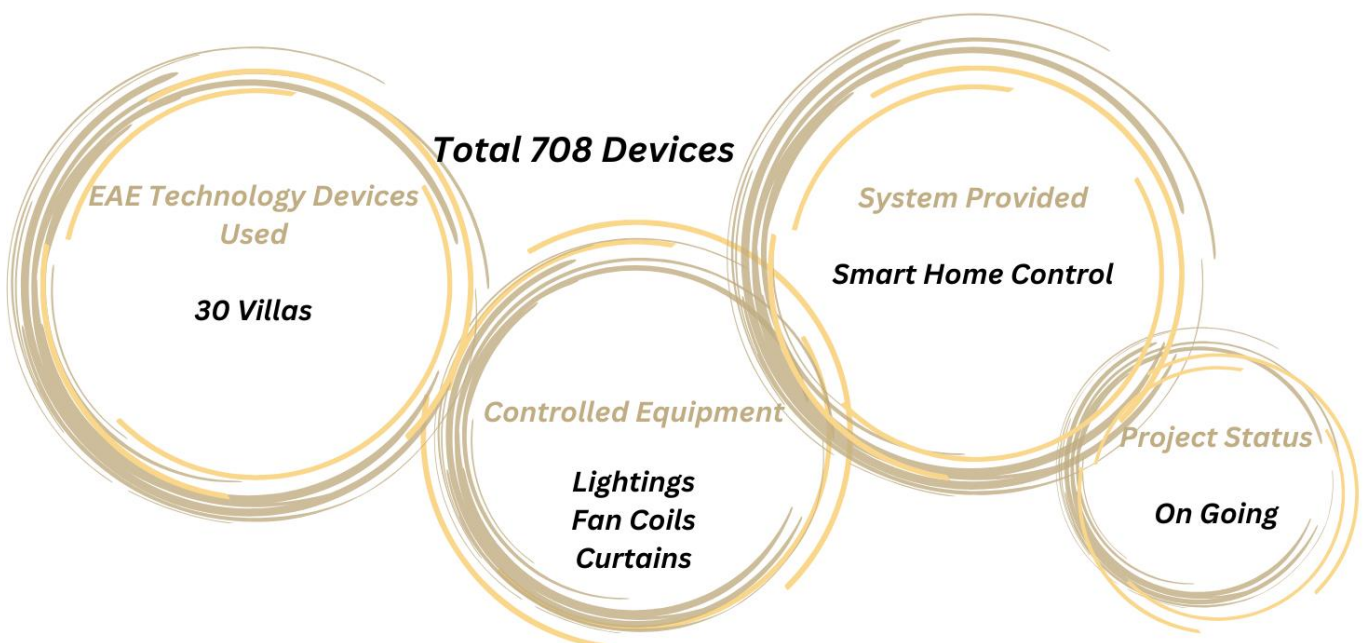 Total 708 Devices
EAE Technology Devices
Used
30 Villas
Controlled Equipment
Lightings
Fan Coils
Curtains
System Provided
Smart Home Control
Project Status
On Going